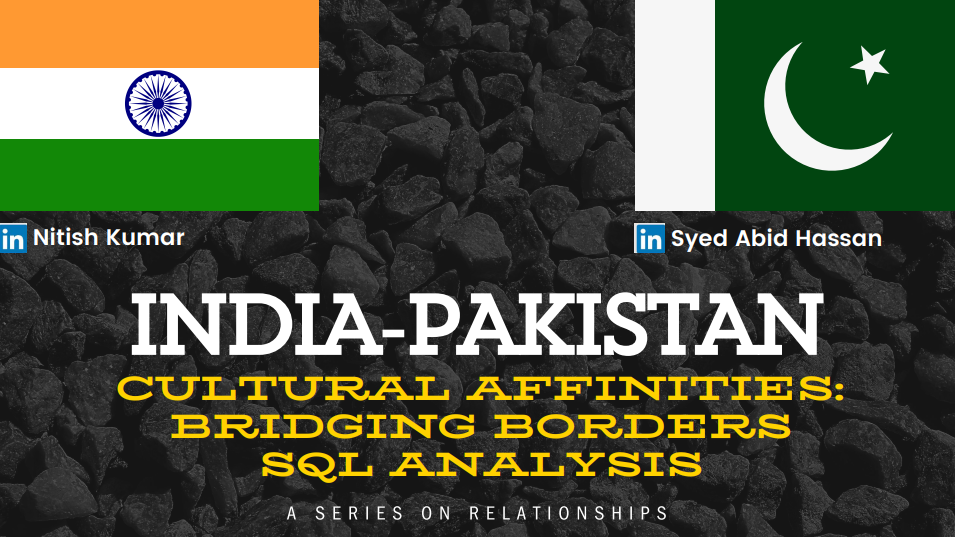 in Nitish Kumar
in Syed Abid Hassan
INDIA-PAKISTAN
CULTURAL AFFINITIES:
BRIDGING BORDERS
SQL ANALYSIS
A SERIES ON RELATIONSHIPS